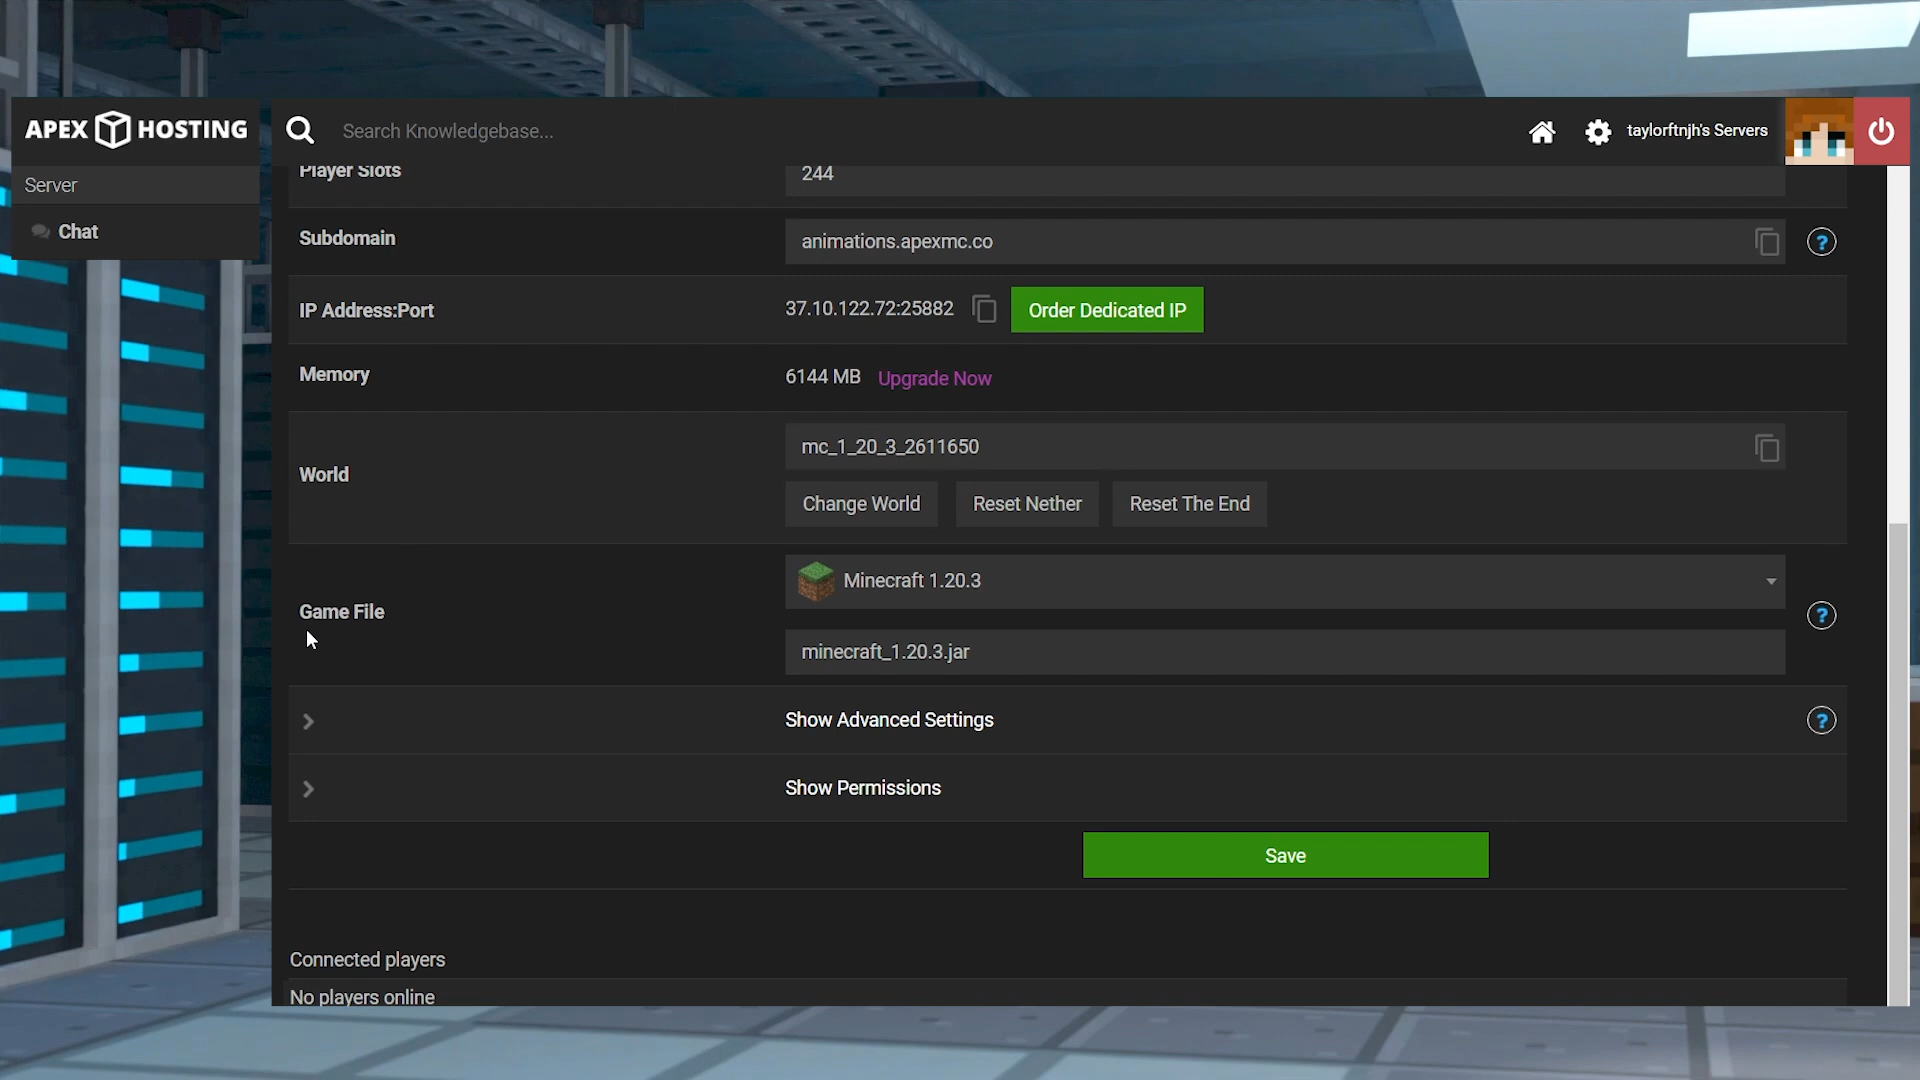 APEX HOSTING
Search Knowledgebase...
taylorftnjh's Servers
Server
Chat
Player Slots
244
Subdomain
animations.apexmc.co
?
IP Address:Port
37.10.122.72:25882
Order Dedicated IP
Memory
6144 MB
Upgrade Now
World
mc_1_20_3_2611650
Change World
Reset Nether
Reset The End
Game File
Minecraft 1.20.3
minecraft_1.20.3.jar
?
Show Advanced Settings
?
Show Permissions
Save
Connected players
No players online